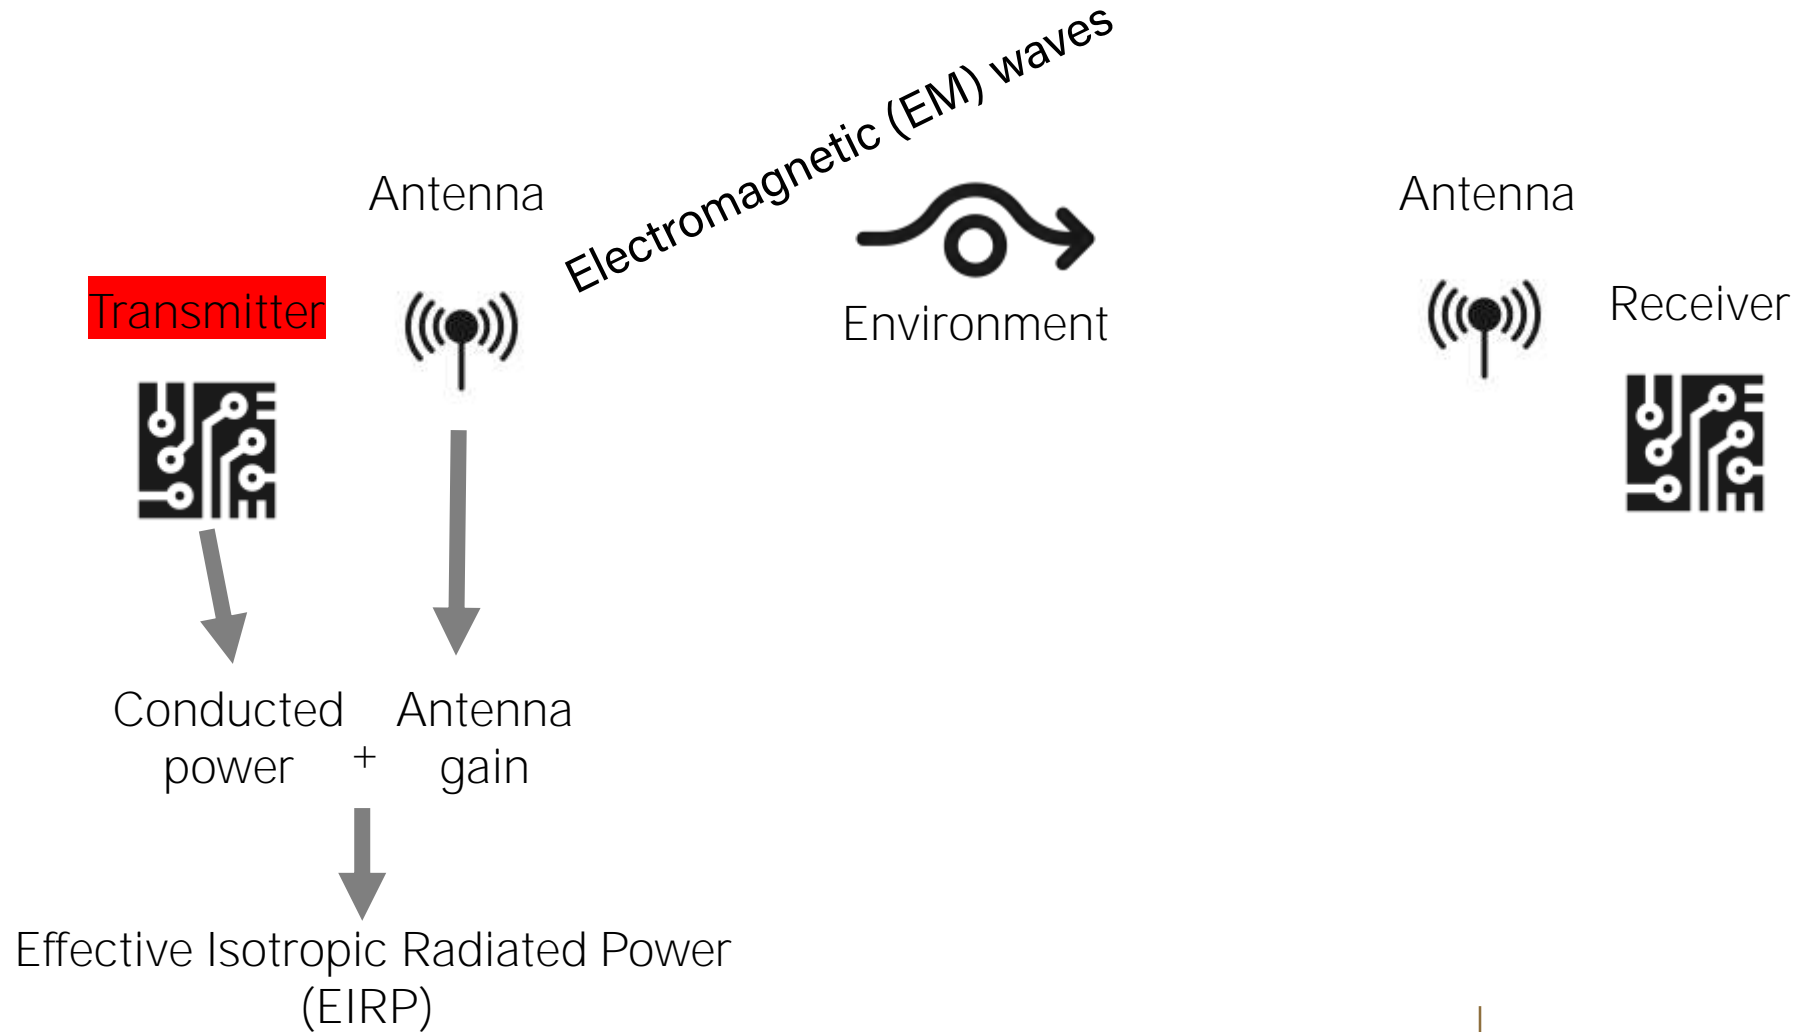 Electromagnetic (EM) waves
Antenna
Antenna
Transmitter
Environment
Receiver
Conducted
power
+
Antenna
gain
Effective Isotropic Radiated Power
(EIRP)